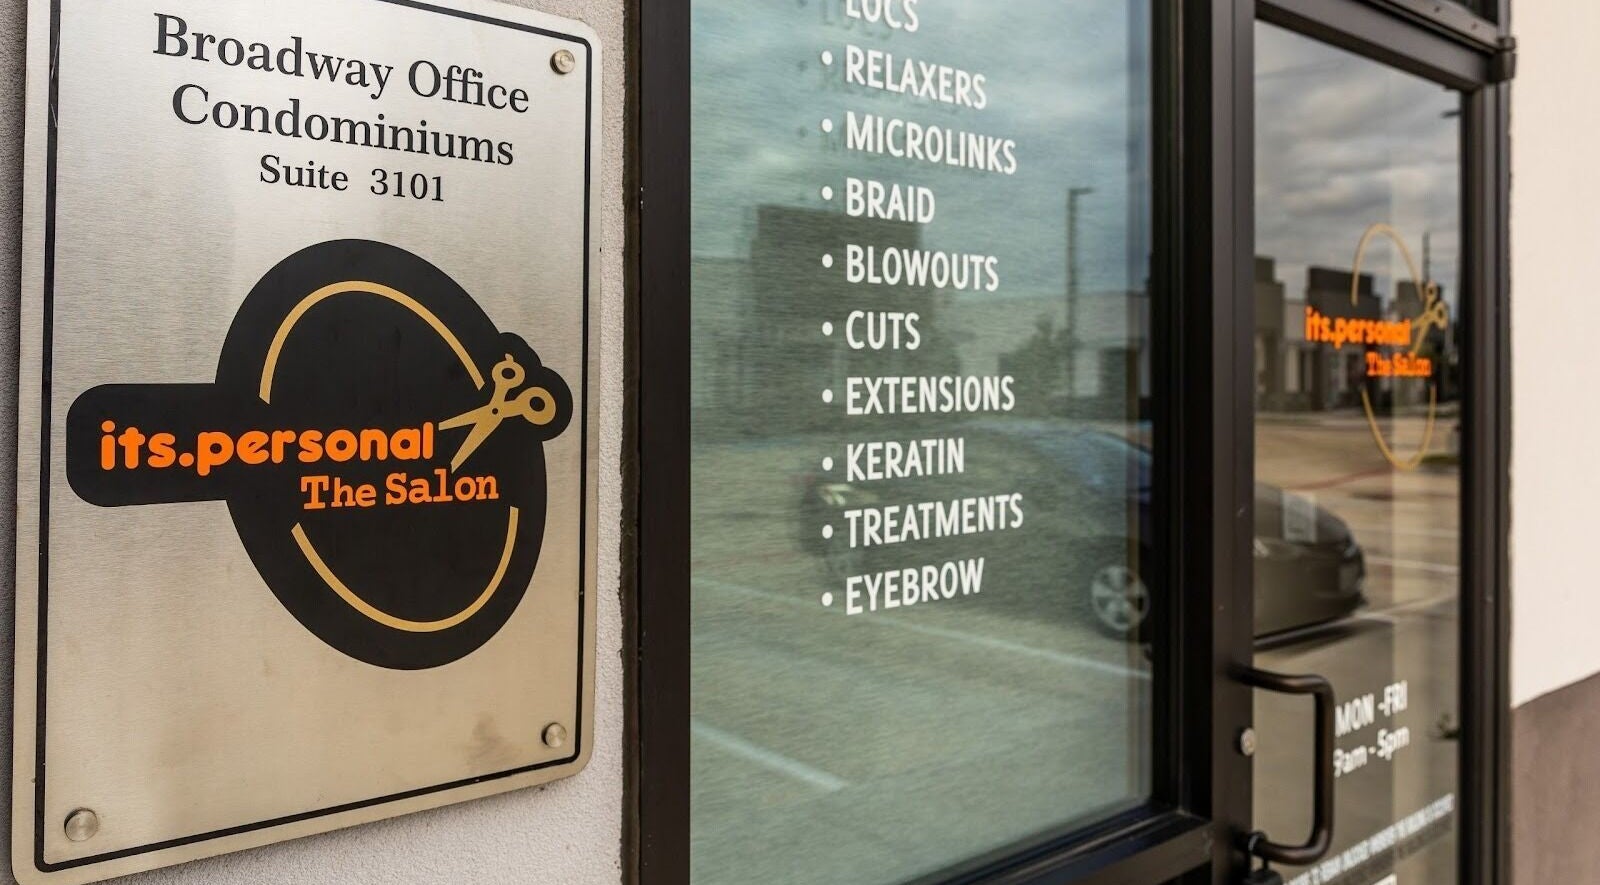 Broadway Office
Condominiums
Suite 3101
its.personal
The Salon
LOCS
• RELAXERS
• MICROLINKS
• BRAID
• BLOWOUTS
• CUTS
• EXTENSIONS
• KERATIN
• TREATMENTS
• EYEBROW
its.personal
The Salon
MON -FRI
9am - 5pm